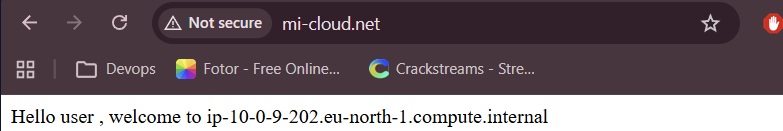 Not secure mi-cloud.net
Devops Fotor - Free Online... Crackstreams - Stre...
Hello user , welcome to ip-10-0-9-202.eu-north-1.compute.internal